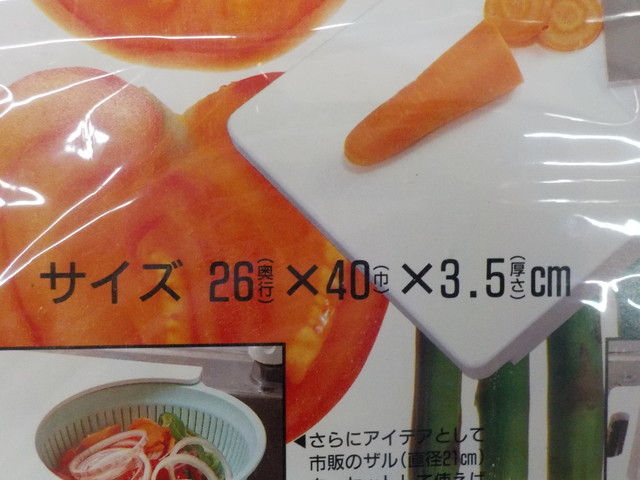 サイズ 26(奥行)×40(巾)×3.5(厚さ)cm
◀さらにアイデアとして
市販のザル(直径21cm)